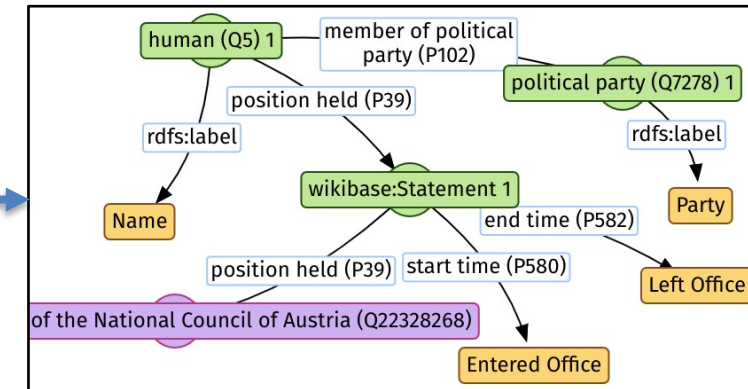 human (Q5) 1
member of political
party (P102)
political party (Q7278) 1
position held (P39)
rdfs:label
rdfs:label
wikibase:Statement 1
Name
Party
end time (P582)
position held (P39)
start time (P580)
Left Office
of the National Council of Austria (Q22328268)
Entered Office